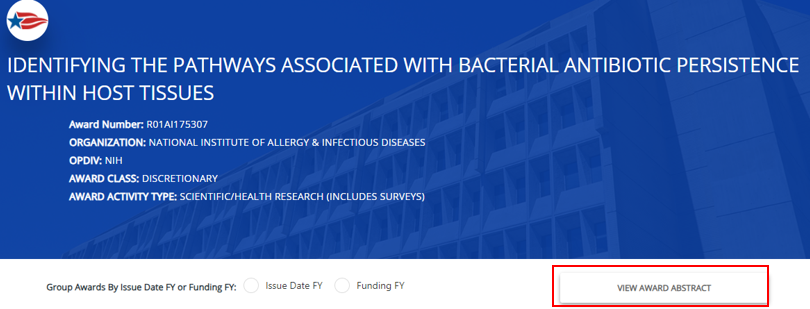 IDENTIFYING THE PATHWAYS ASSOCIATED WITH BACTERIAL ANTIBIOTIC PERSISTENCE
WITHIN HOST TISSUES
Award Number: R01AI175307
ORGANIZATION: NATIONAL INSTITUTE OF ALLERGY & INFECTIOUS DISEASES
OPDIV: NIH
AWARD CLASS: DISCRETIONARY
AWARD ACTIVITY TYPE: SCIENTIFIC/HEALTH RESEARCH (INCLUDES SURVEYS)
Group Awards By Issue Date FY or Funding FY: Issue Date FY Funding FY VIEW AWARD ABSTRACT